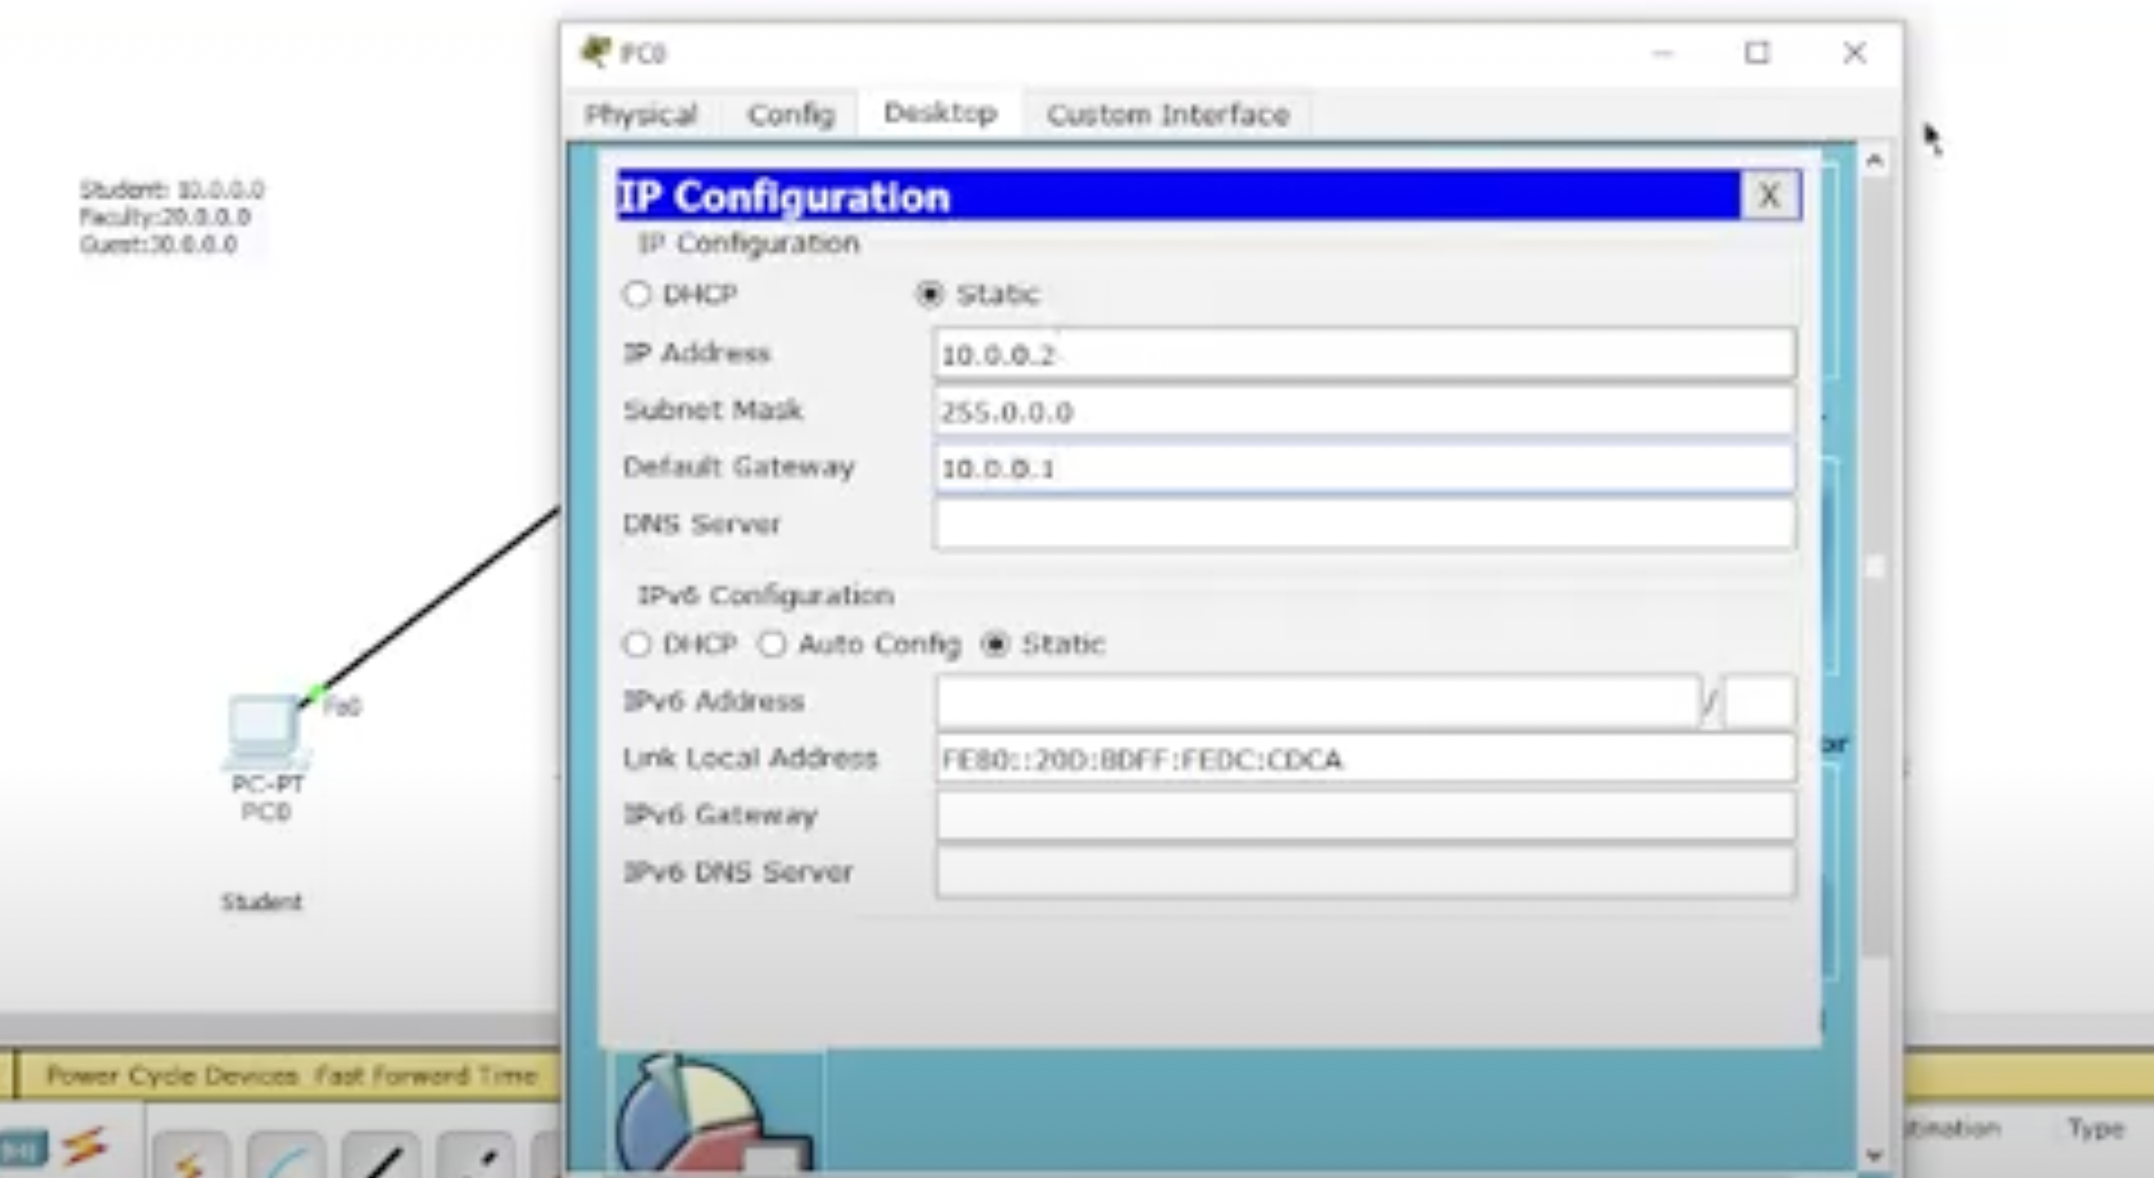 PC0
Physical Config Desktop Custom Interface
Student: 10.0.0.0
Faculty:20.0.0.0
Guest:30.0.0.0
IP Configuration X
IP Configuration
DHCP Static
IP Address 10.0.0.2
Subnet Mask 255.0.0.0
Default Gateway 10.0.0.1
DNS Server
IPv6 Configuration
DHCP Auto Config Static
IPv6 Address /
Link Local Address FE80::20D:BDFF:FEDC:CDCA
IPv6 Gateway
IPv6 DNS Server
Fa0
PC-PT
PC0
Student
Power Cycle Devices Fast Forward Time
Type